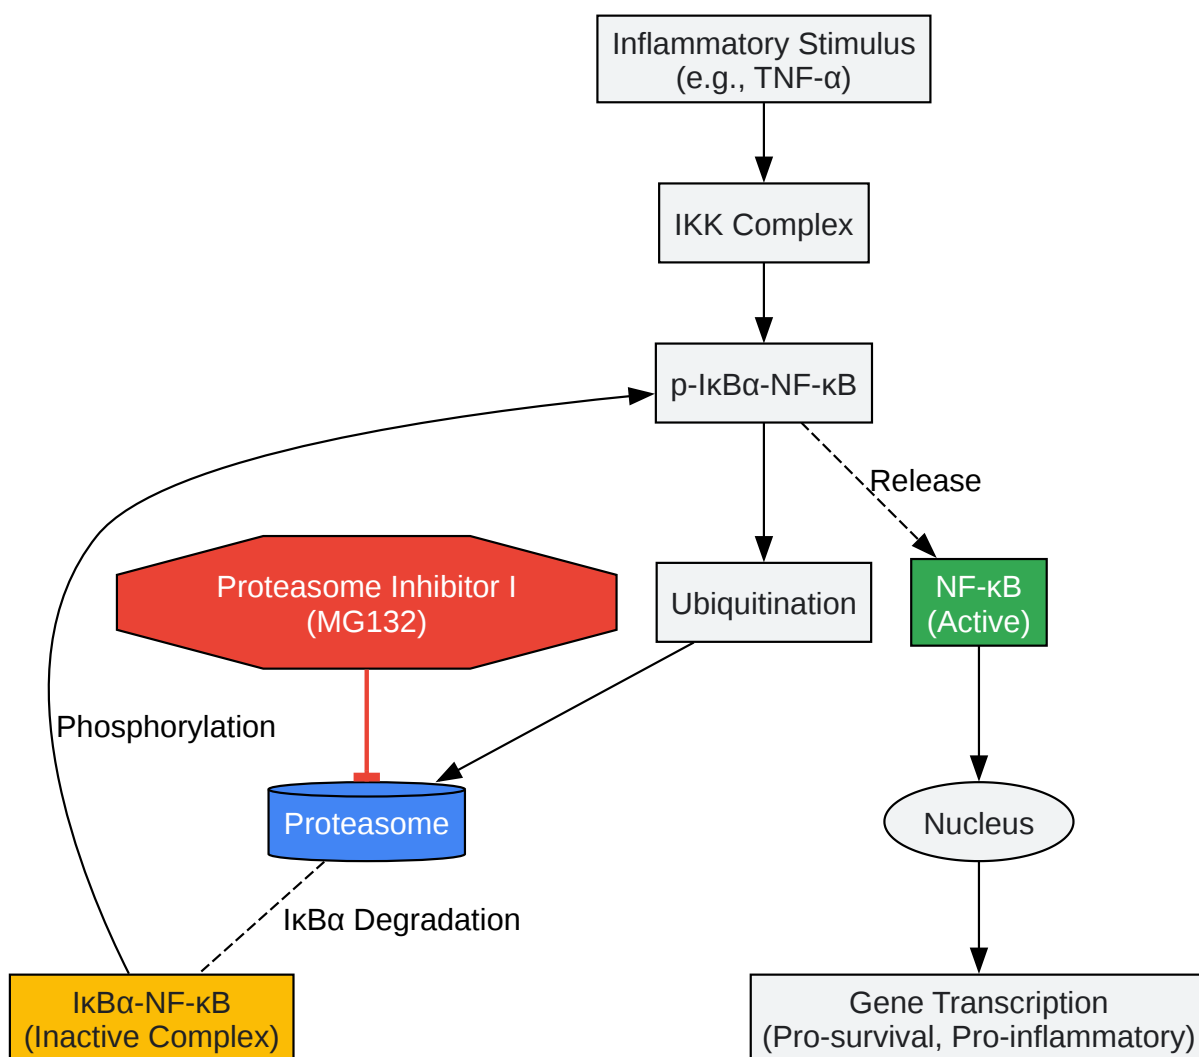 Inflammatory Stimulus
(e.g., TNF-α)
IKK Complex
p-IκBα-NF-κB
Release
Proteasome Inhibitor I
(MG132)
Ubiquitination
NF-κB
(Active)
Phosphorylation
Proteasome
Nucleus
IκBα Degradation
IκBα-NF-κB
(Inactive Complex)
Gene Transcription
(Pro-survival, Pro-inflammatory)